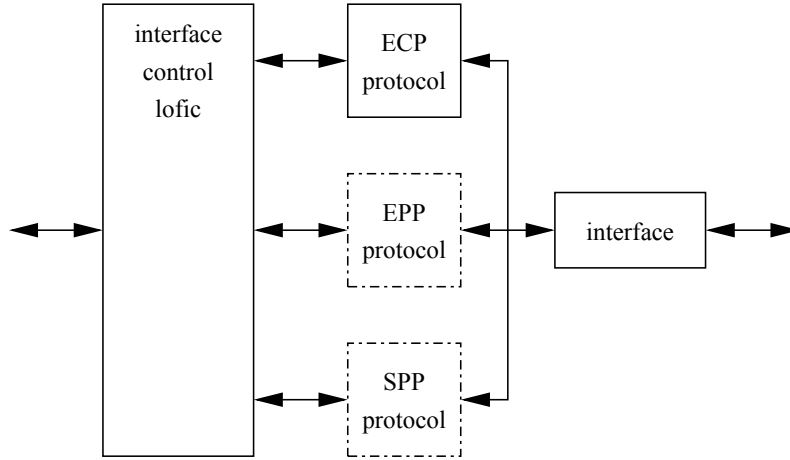 interface
control
lofic
ECP
protocol
EPP
protocol
SPP
protocol
interface